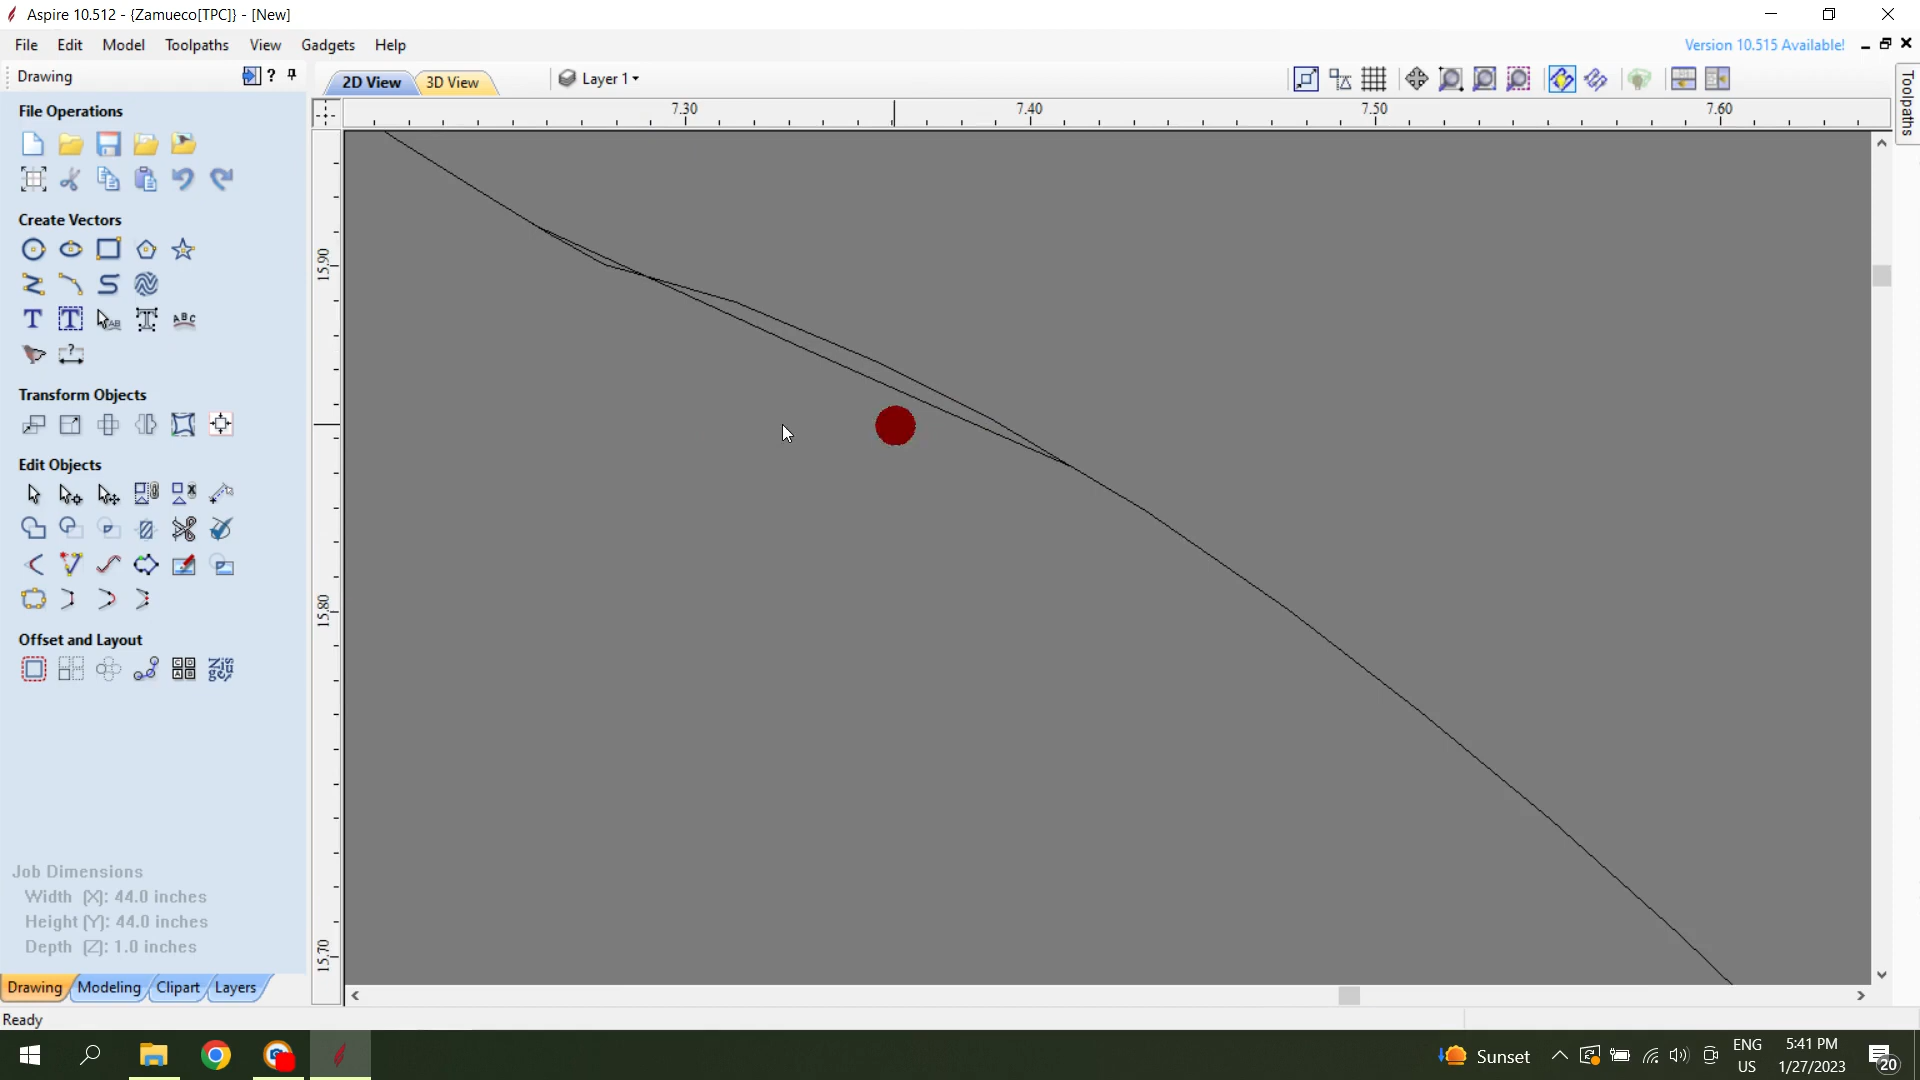 Aspire 10.512 - {Zamueco[TPC]} - [New]
File Edit Model Toolpaths View Gadgets Help
Version 10.515 Available!
Drawing
2D View
3D View
Layer 1
Toolpaths
File Operations
Create Vectors
Transform Objects
Edit Objects
Offset and Layout
7.30 7.40 7.50 7.60
15.90
15.80
15.70
Job Dimensions
Width (X): 44.0 inches
Height (Y): 44.0 inches
Depth (Z): 1.0 inches
Drawing Modeling Clipart Layers
Ready
Sunset
ENG
US
5:41 PM
1/27/2023
20